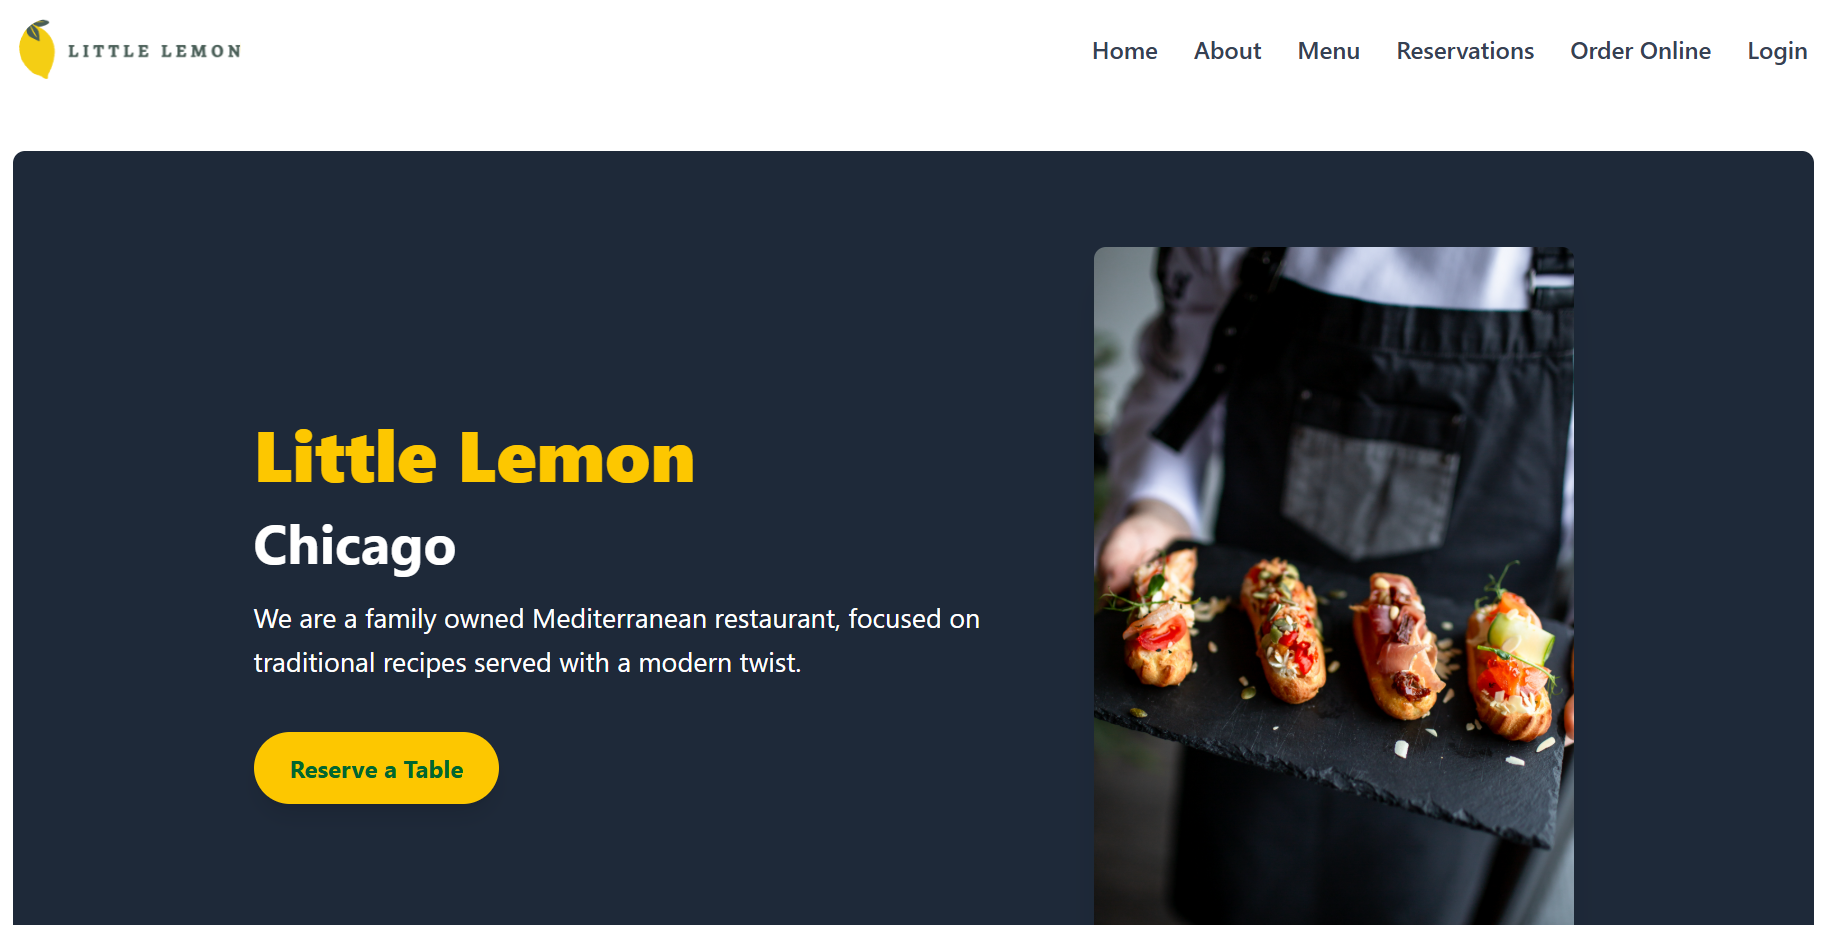 LITTLE LEMON
Home About Menu Reservations Order Online Login
Little Lemon
Chicago
We are a family owned Mediterranean restaurant, focused on
traditional recipes served with a modern twist.
Reserve a Table